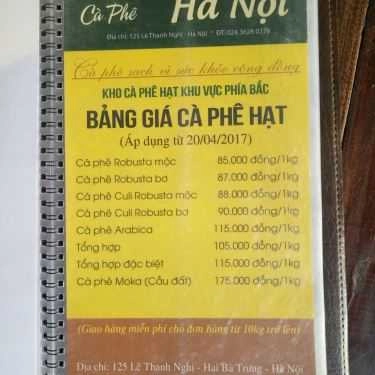 Cà Phê Hà Nội
Địa chỉ: 125 Lê Thanh Nghị - Hà Nội * ĐT: 024 3628 0779
Cà phê sạch vì sức khỏe cộng đồng
KHO CÀ PHÊ HẠT KHU VỰC PHÍA BẮC
BẢNG GIÁ CÀ PHÊ HẠT
(Áp dụng từ 20/04/2017)
Cà phê Robusta mộc 85.000 đồng/1kg
Cà phê Robusta bơ 87.000 đồng/1kg
Cà phê Culi Robusta mộc 88.000 đồng/1kg
Cà phê Culi Robusta bơ 90.000 đồng/1kg
Cà phê Arabica 115.000 đồng/1kg
Tổng hợp 105.000 đồng/1kg
Tổng hợp đặc biệt 115.000 đồng/1kg
Cà phê Moka (Cầu đất) 175.000 đồng/1kg
(Giao hàng miễn phí cho đơn hàng từ 10kg trở lên)
Địa chỉ: 125 Lê Thanh Nghị - Hai Bà Trưng - Hà Nội